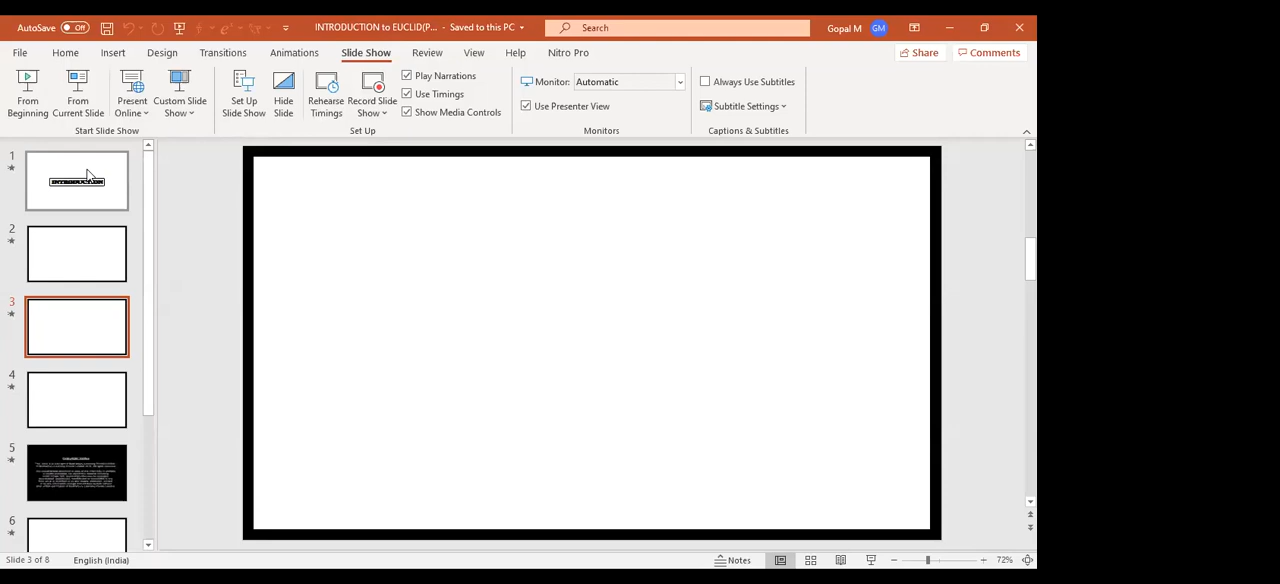 AutoSave Off INTRODUCTION to EUCLID(P... - Saved to this PC Search Gopal M GM
File Home Insert Design Transitions Animations Slide Show Review View Help Nitro Pro Share Comments
From Beginning
From Current Slide
Present Online
Custom Slide Show
Start Slide Show
Set Up Slide Show
Hide Slide
Rehearse Timings
Record Slide Show
Play Narrations
Use Timings
Show Media Controls
Set Up
Monitor: Automatic
Use Presenter View
Monitors
Always Use Subtitles
Subtitle Settings
Captions & Subtitles
1
INTRODUCTION
2
3
4
5
6
Slide 3 of 8 English (India) Notes 72%